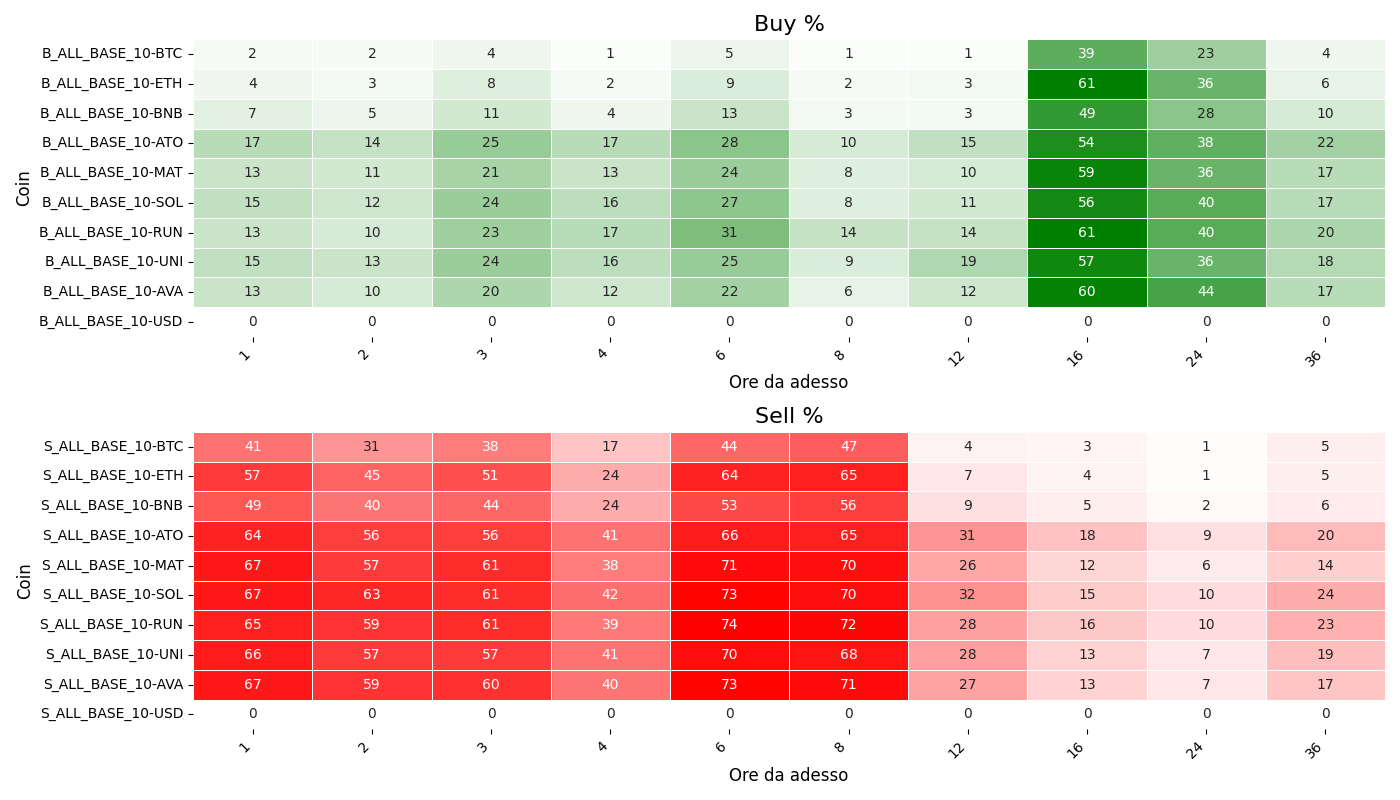 Buy %
Coin
B_ALL_BASE_10-BTC 2 2 4 1 5 1 1 39 23 4
B_ALL_BASE_10-ETH 4 3 8 2 9 2 3 61 36 6
B_ALL_BASE_10-BNB 7 5 11 4 13 3 3 49 28 10
B_ALL_BASE_10-ATO 17 14 25 17 28 10 15 54 38 22
B_ALL_BASE_10-MAT 13 11 21 13 24 8 10 59 36 17
B_ALL_BASE_10-SOL 15 12 24 16 27 8 11 56 40 17
B_ALL_BASE_10-RUN 13 10 23 17 31 14 14 61 40 20
B_ALL_BASE_10-UNI 15 13 24 16 25 9 19 57 36 18
B_ALL_BASE_10-AVA 13 10 20 12 22 6 12 60 44 17
B_ALL_BASE_10-USD 0 0 0 0 0 0 0 0 0 0
1 2 3 4 6 8 12 16 24 36
Ore da adesso
Sell %
Coin
S_ALL_BASE_10-BTC 41 31 38 17 44 47 4 3 1 5
S_ALL_BASE_10-ETH 57 45 51 24 64 65 7 4 1 5
S_ALL_BASE_10-BNB 49 40 44 24 53 56 9 5 2 6
S_ALL_BASE_10-ATO 64 56 56 41 66 65 31 18 9 20
S_ALL_BASE_10-MAT 67 57 61 38 71 70 26 12 6 14
S_ALL_BASE_10-SOL 67 63 61 42 73 70 32 15 10 24
S_ALL_BASE_10-RUN 65 59 61 39 74 72 28 16 10 23
S_ALL_BASE_10-UNI 66 57 57 41 70 68 28 13 7 19
S_ALL_BASE_10-AVA 67 59 60 40 73 71 27 13 7 17
S_ALL_BASE_10-USD 0 0 0 0 0 0 0 0 0 0
1 2 3 4 6 8 12 16 24 36
Ore da adesso